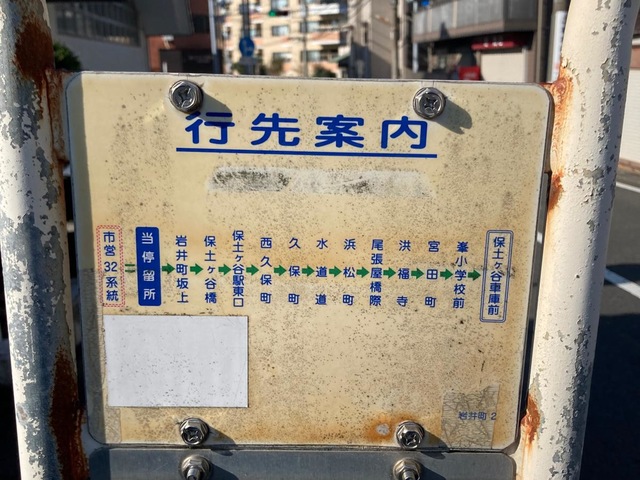 行先案内
市営32系統
当停留所
岩井町坂上
保土ヶ谷橋
保土ヶ谷駅東口
西久保町
久保町
水道道
浜松町
尾張屋橋際
洪福寺
宮田町
峯小学校前
保土ヶ谷車庫前
岩井町 2